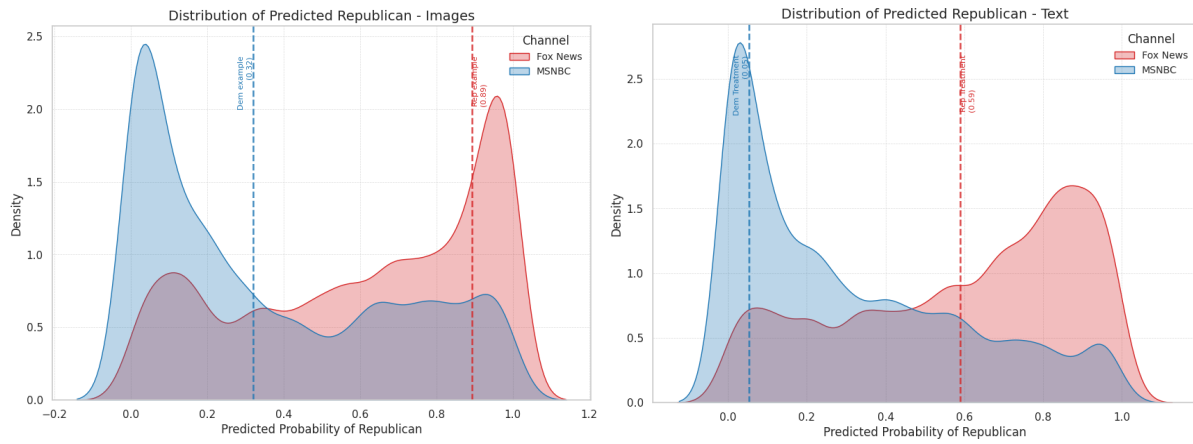 Distribution of Predicted Republican - Images
Channel
Fox News
MSNBC
Dem example
(0.32)
Rep example
(0.89)
Density
2.5
2.0
1.5
1.0
0.5
0.0
−0.2 0.0 0.2 0.4 0.6 0.8 1.0 1.2
Predicted Probability of Republican
Distribution of Predicted Republican - Text
Channel
Fox News
MSNBC
Dem Treatment
(0.05)
Rep Treatment
(0.59)
Density
2.5
2.0
1.5
1.0
0.5
0.0
0.0 0.2 0.4 0.6 0.8 1.0
Predicted Probability of Republican